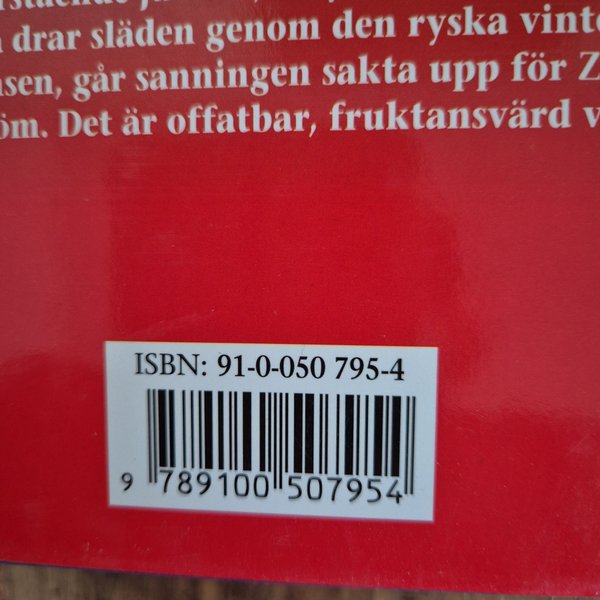 drar släden genom den ryska
går sanningen sakta upp för
Det är offatbar, fruktansvärd
ISBN: 91-0-050 795-4
9 789100 507954